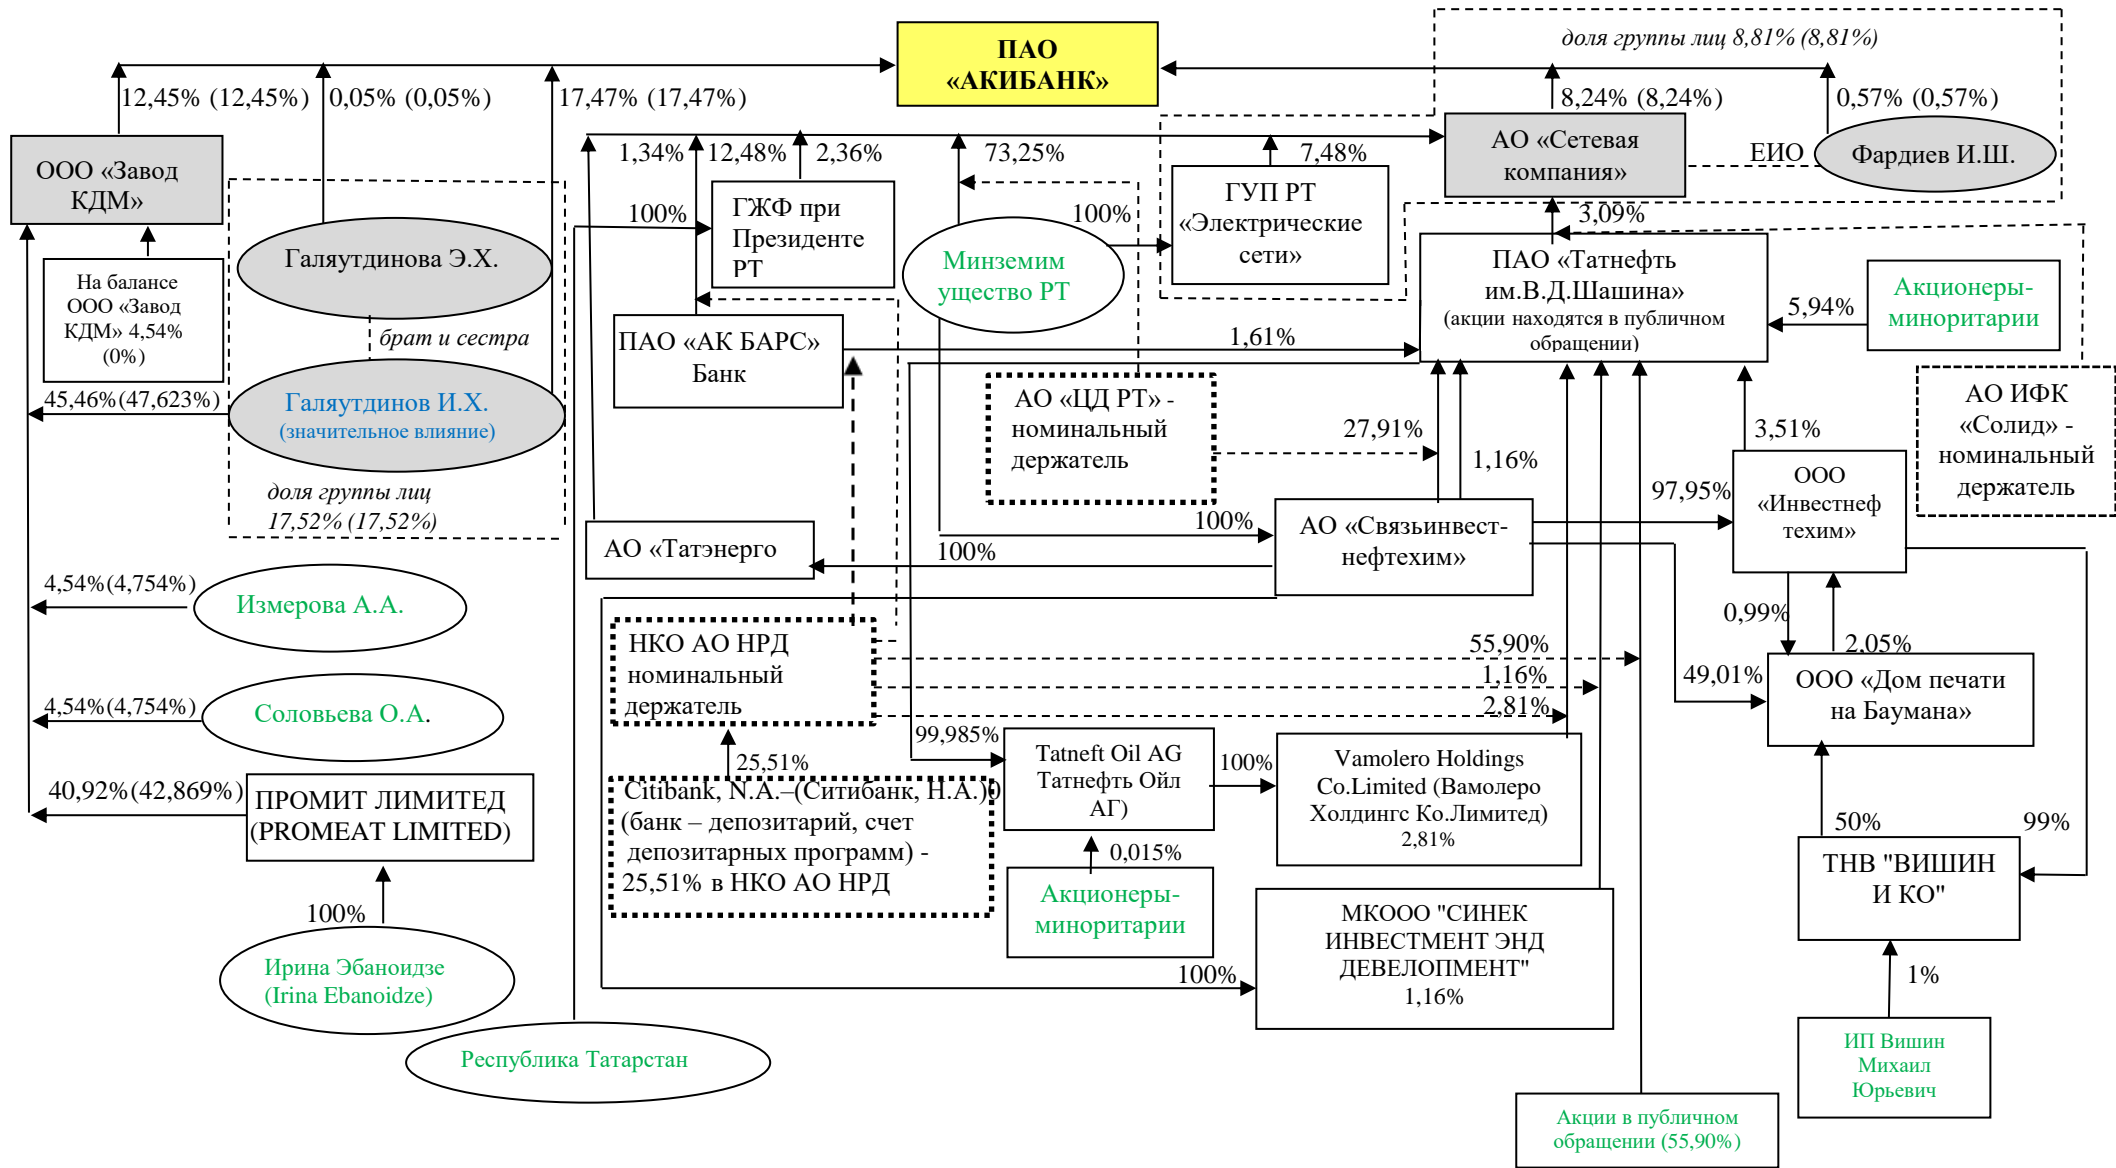 ПАО
«АКИБАНК»
доля группы лиц 8,81% (8,81%)
12,45% (12,45%)
0,05% (0,05%)
17,47% (17,47%)
8,24% (8,24%)
0,57% (0,57%)
ООО «Завод
КДМ»
1,34%
12,48%
2,36%
73,25%
7,48%
АО «Сетевая
компания»
ЕИО
Фардиев И.Ш.
100%
ГЖФ при
Президенте
РТ
100%
ГУП РТ
«Электрические
сети»
3,09%
Галяутдинова Э.Х.
На балансе
ООО «Завод
КДМ» 4,54%
(0%)
Минземим
ущество РТ
ПАО «Татнефть
им.В.Д.Шашина»
(акции находятся в публичном
обращении)
5,94%
Акционеры-
миноритарии
брат и сестра
ПАО «АК БАРС»
Банк
1,61%
45,46%(47,623%)
Галяутдинов И.Х.
(значительное влияние)
АО «ЦД РТ» -
номинальный
держатель
27,91%
1,16%
3,51%
АО ИФК
«Солид» -
номинальный
держатель
доля группы лиц
17,52% (17,52%)
97,95%
ООО
«Инвестнеф
техим»
АО «Татэнерго
100%
100%
АО «Связьинвест-
нефтехим»
4,54%(4,754%)
Измерова А.А.
0,99%
2,05%
НКО АО НРД
номинальный
держатель
55,90%
1,16%
2,81%
49,01%
ООО «Дом печати
на Баумана»
4,54%(4,754%)
Соловьева О.А.
25,51%
99,985%
Tatneft Oil AG
Татнефть Ойл
АГ)
100%
Vamolero Holdings
Co.Limited (Вамолеро
Холдингс Ко.Лимитед)
2,81%
40,92%(42,869%)
ПРОМИТ ЛИМИТЕД
(PROMEAT LIMITED)
Citibank, N.A.–(Ситибанк, Н.А.)0
(банк – депозитарий, счет
депозитарных программ) -
25,51% в НКО АО НРД
0,015%
Акционеры-
миноритарии
50%
99%
ТНВ "ВИШИН
И КО"
100%
Ирина Эбаноидзе
(Irina Ebanoidze)
100%
МКООО "СИНЕК
ИНВЕСТМЕНТ ЭНД
ДЕВЕЛОПМЕНТ"
1,16%
1%
Республика Татарстан
ИП Вишин
Михаил
Юрьевич
Акции в публичном
обращении (55,90%)